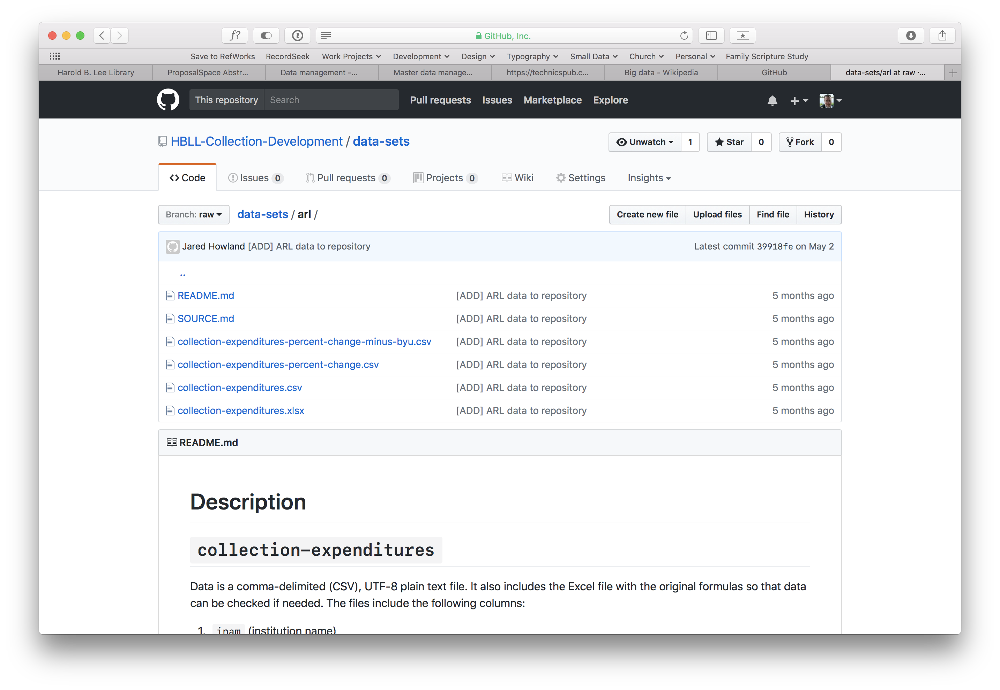 f?
GitHub, Inc.
Save to RefWorks RecordSeek Work Projects Development Design Typography Small Data Church Personal Family Scripture Study
Harold B. Lee Library ProposalSpace Abstr... Data management -... Master data manage... https://technicspub.c... Big data - Wikipedia GitHub data-sets/arl at raw ·...
This repository Search Pull requests Issues Marketplace Explore
HBLL-Collection-Development / data-sets Unwatch 1 Star 0 Fork 0
Code Issues 0 Pull requests 0 Projects 0 Wiki Settings Insights
Branch: raw data-sets / arl / Create new file Upload files Find file History
Jared Howland [ADD] ARL data to repository Latest commit 39918fe on May 2
..
README.md [ADD] ARL data to repository 5 months ago
SOURCE.md [ADD] ARL data to repository 5 months ago
collection-expenditures-percent-change-minus-byu.csv [ADD] ARL data to repository 5 months ago
collection-expenditures-percent-change.csv [ADD] ARL data to repository 5 months ago
collection-expenditures.csv [ADD] ARL data to repository 5 months ago
collection-expenditures.xlsx [ADD] ARL data to repository 5 months ago
README.md
Description
collection-expenditures
Data is a comma-delimited (CSV), UTF-8 plain text file. It also includes the Excel file with the original formulas so that data
can be checked if needed. The files include the following columns:
1. inam (institution name)